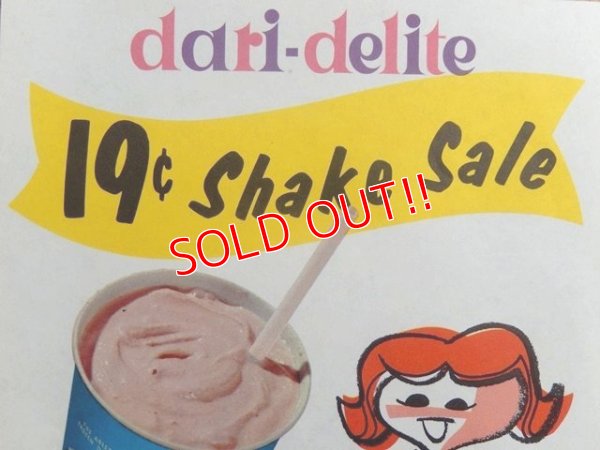 dari-delite
19¢ Shake Sale
SOLD OUT!!